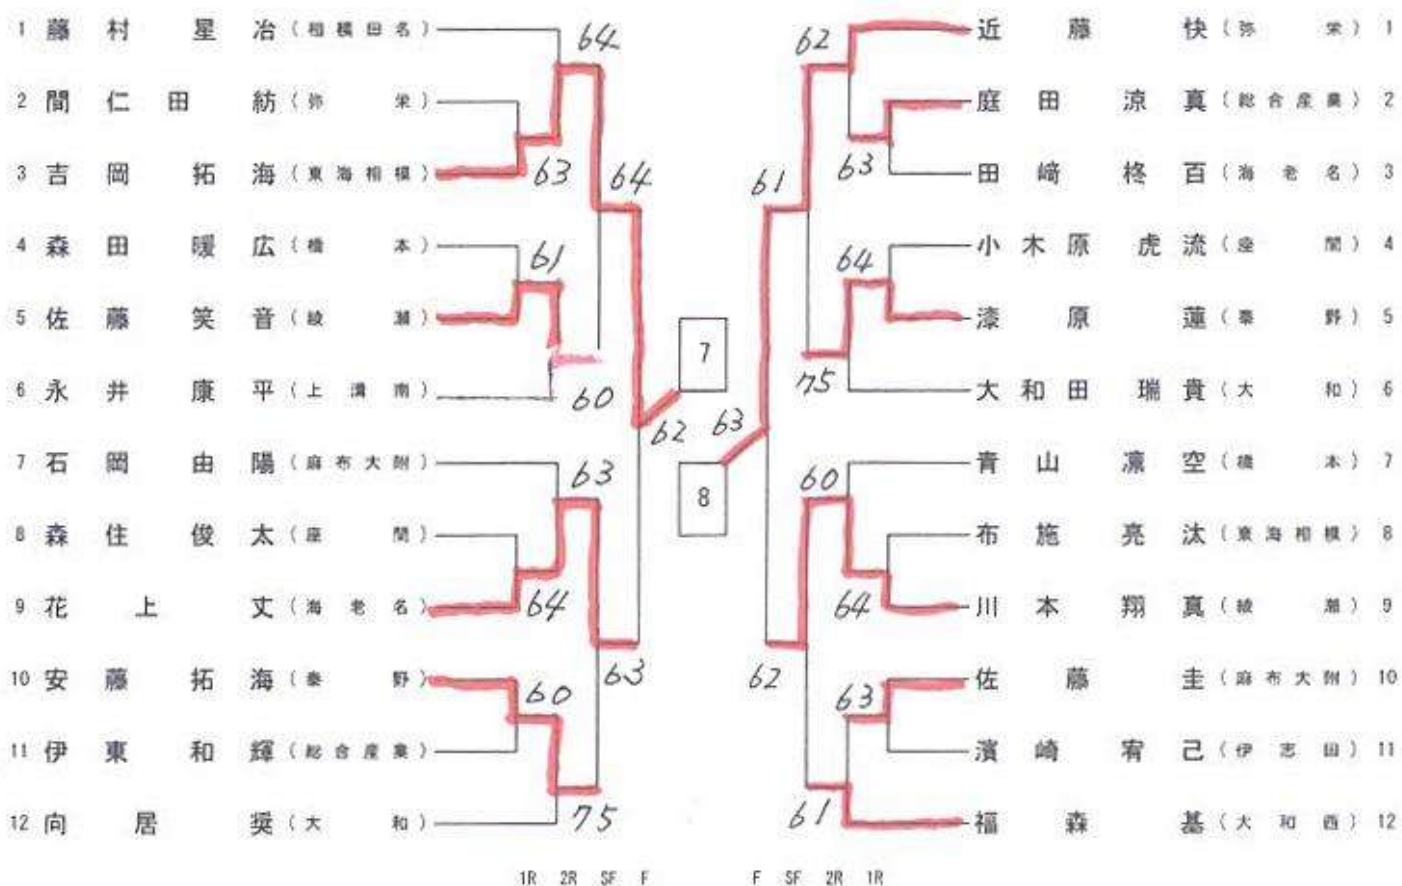 1 藤村星冶(相模田名) 64 62 近藤快(弥栄) 1
2 間仁田紡(弥栄) 庭田涼真(総合産業) 2
3 吉岡拓海(東海相模) 63 64 61 63 田﨑柊百(海老名) 3
4 森田暖広(橋本) 61 64 小木原虎流(座間) 4
5 佐藤笑音(綾瀬) 7 漆原蓮(秦野) 5
6 永井康平(上溝南) 60 75 大和田瑞貴(大和) 6
62 63
7 石岡由陽(麻布大附) 63 8 60 青山凛空(橋本) 7
8 森住俊太(座間) 布施亮汰(東海相模) 8
9 花上丈(海老名) 64 64 川本翔真(綾瀬) 9
10 安藤拓海(秦野) 60 63 62 63 佐藤圭(麻布大附) 10
11 伊東和輝(総合産業) 濱崎宥己(伊志田) 11
12 向居奨(大和) 75 61 福森基(大和西) 12
1R 2R SF F F SF 2R 1R